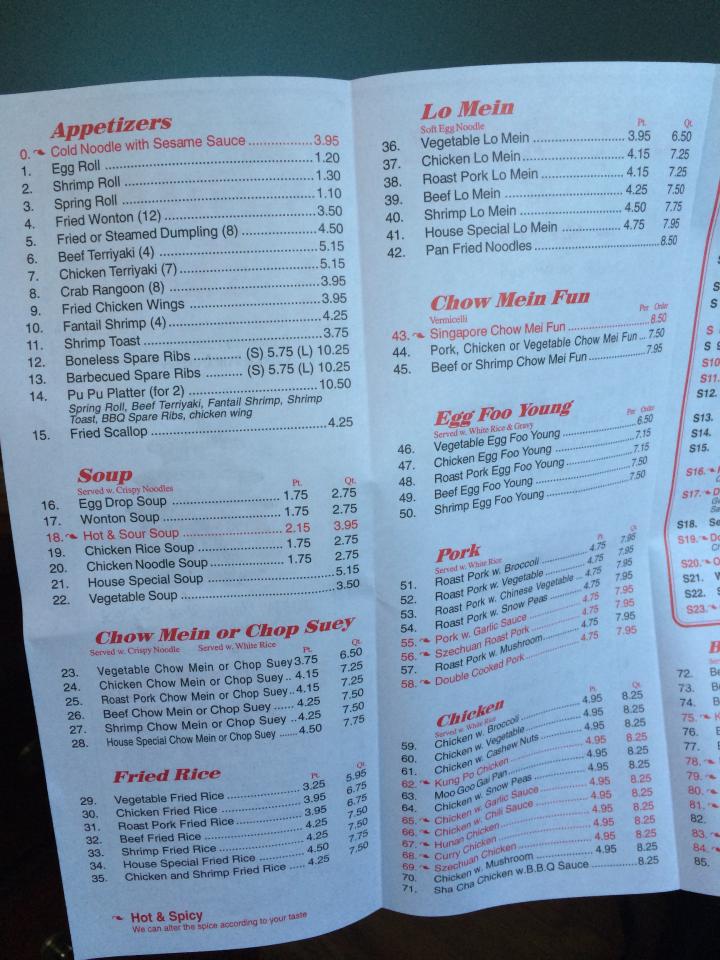 Appetizers
0. Cold Noodle with Sesame Sauce 3.95
1. Egg Roll 1.20
2. Shrimp Roll 1.30
3. Spring Roll 1.10
4. Fried Wonton (12) 3.50
5. Fried or Steamed Dumpling (8) 4.50
6. Beef Terriyaki (4) 5.15
7. Chicken Terriyaki (7) 5.15
8. Crab Rangoon (8) 3.95
9. Fried Chicken Wings 3.95
10. Fantail Shrimp (4) 4.25
11. Shrimp Toast 3.75
12. Boneless Spare Ribs (S) 5.75 (L) 10.25
13. Barbecued Spare Ribs (S) 5.75 (L) 10.25
14. Pu Pu Platter (for 2) 10.50
Spring Roll, Beef Terriyaki, Fantail Shrimp, Shrimp
Toast, BBQ Spare Ribs, chicken wing
15. Fried Scallop 4.25
Soup
Served w. Crispy Noodles Pt. Qt.
16. Egg Drop Soup 1.75 2.75
17. Wonton Soup 1.75 2.75
18. Hot & Sour Soup 2.15 3.95
19. Chicken Rice Soup 1.75 2.75
20. Chicken Noodle Soup 1.75 2.75
21. House Special Soup 5.15
22. Vegetable Soup 3.50
Chow Mein or Chop Suey
Served w. Crispy Noodle Served w. White Rice Pt. Qt.
23. Vegetable Chow Mein or Chop Suey 3.75 6.50
24. Chicken Chow Mein or Chop Suey 4.15 7.25
25. Roast Pork Chow Mein or Chop Suey 4.15 7.25
26. Beef Chow Mein or Chop Suey 4.25 7.50
27. Shrimp Chow Mein or Chop Suey 4.25 7.50
28. House Special Chow Mein or Chop Suey 4.50 7.75
Fried Rice
Pt. Qt.
29. Vegetable Fried Rice 3.25 5.95
30. Chicken Fried Rice 3.95 6.75
31. Roast Pork Fried Rice 3.95 6.75
32. Beef Fried Rice 4.25 7.50
33. Shrimp Fried Rice 4.25 7.50
34. House Special Fried Rice 4.50 7.75
35. Chicken and Shrimp Fried Rice 4.25 7.50
Hot & Spicy
We can alter the spice according to your taste
Lo Mein
Soft Egg Noodle Pt. Qt.
36. Vegetable Lo Mein 3.95 6.50
37. Chicken Lo Mein 4.15 7.25
38. Roast Pork Lo Mein 4.15 7.25
39. Beef Lo Mein 4.25 7.50
40. Shrimp Lo Mein 4.50 7.75
41. House Special Lo Mein 4.75 7.95
42. Pan Fried Noodles 8.50
Chow Mein Fun
Vermicelli Per Order
43. Singapore Chow Mei Fun 8.50
44. Pork, Chicken or Vegetable Chow Mei Fun 7.50
45. Beef or Shrimp Chow Mei Fun 7.95
Egg Foo Young
Served w. White Rice & Gravy Per Order
46. Vegetable Egg Foo Young 6.50
47. Chicken Egg Foo Young 7.15
48. Roast Pork Egg Foo Young 7.15
49. Beef Egg Foo Young 7.50
50. Shrimp Egg Foo Young 7.50
Pork
Served w. White Rice Pt. Qt.
51. Roast Pork w. Broccoli 4.75 7.95
52. Roast Pork w. Vegetable 4.75 7.95
53. Roast Pork w. Chinese Vegetable 4.75 7.95
54. Roast Pork w. Snow Peas 4.75 7.95
55. Pork w. Garlic Sauce 4.75 7.95
56. Szechuan Roast Pork 4.75 7.95
57. Roast Pork w. Mushroom 4.75 7.95
58. Double Cooked Pork 4.75 7.95
Chicken
Served w. White Rice Pt. Qt.
59. Chicken w. Broccoli 4.95 8.25
60. Chicken w. Vegetable 4.95 8.25
61. Chicken w. Cashew Nuts 4.95 8.25
62. Kung Po Chicken 4.95 8.25
63. Moo Goo Gai Pan 4.95 8.25
64. Chicken w. Snow Peas 4.95 8.25
65. Chicken w. Garlic Sauce 4.95 8.25
66. Chicken w. Chili Sauce 4.95 8.25
67. Hunan Chicken 4.95 8.25
68. Curry Chicken 4.95 8.25
69. Szechuan Chicken 4.95 8.25
70. Chicken w. Mushroom 4.95 8.25
71. Sha Cha Chicken w.B.B.Q Sauce 8.25
S10.
S11.
S12.
S13.
S14.
S15.
S16.
S17.
S18.
S19.
S20.
S21.
S22.
S23.
72.
73.
74.
75.
76.
77.
78.
79.
80.
81.
82.
83.
84.
85.